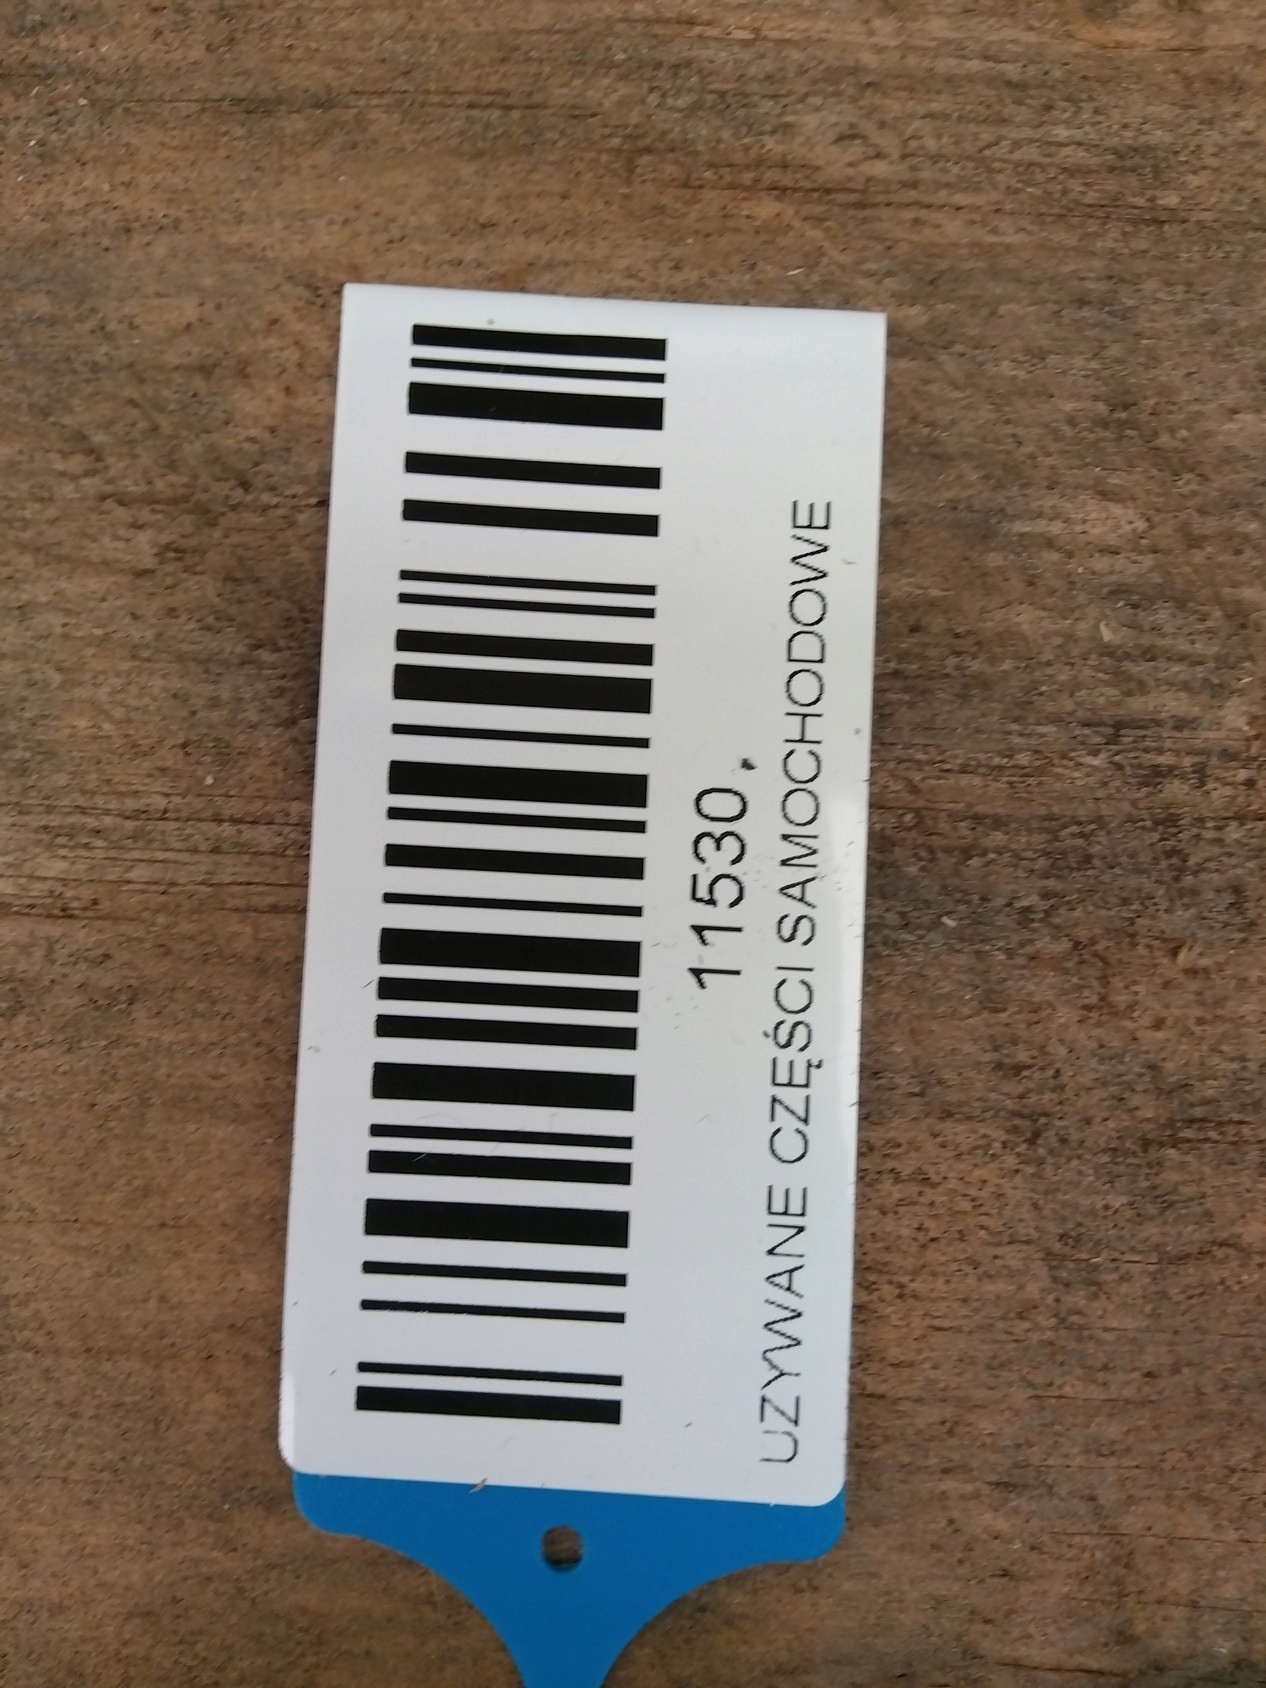 11530.
UZYWANE CZĘŚCI SAMOCHODOWE